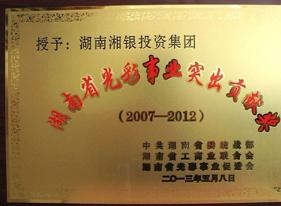 授予：湖南湘银投资集团
湖南省光彩事业突出贡献奖
(2007—2012)
中共湖南省委统战部
湖南省工商业联合会
湖南省光彩事业促进会
二〇一三年五月八日